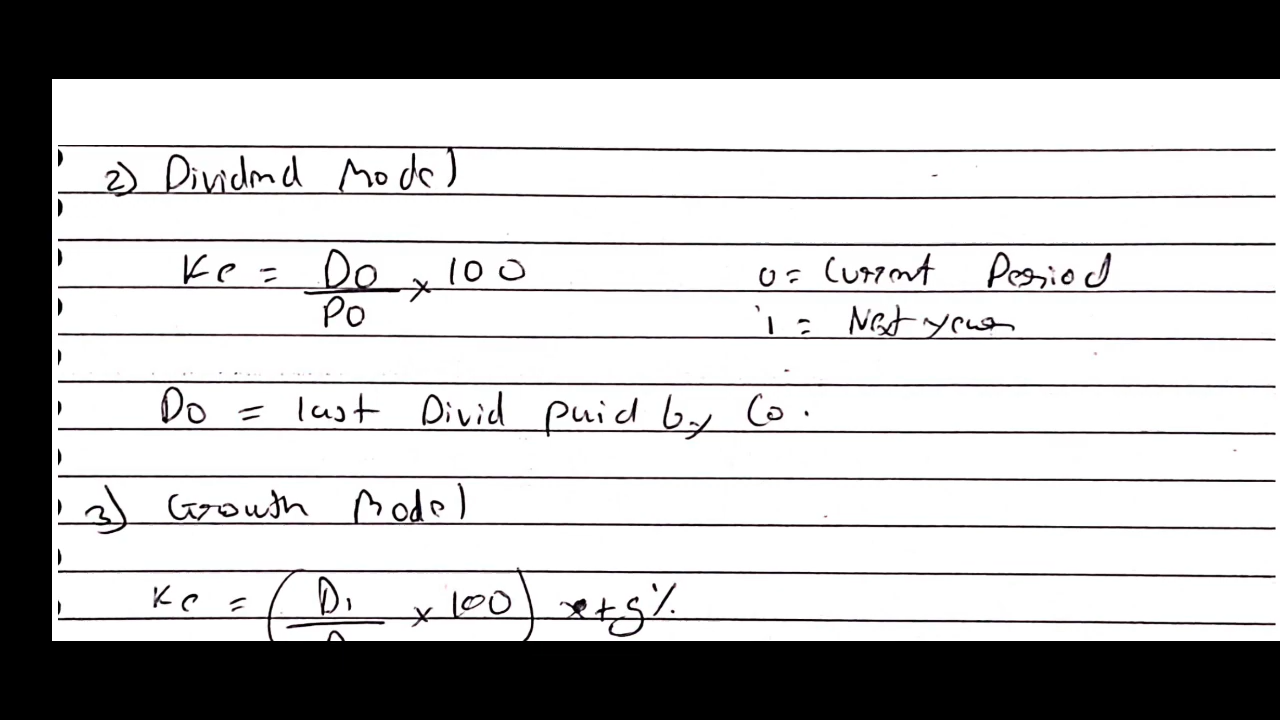 2) Dividnd Model
Ke = D0/P0 × 100
0 = Current Period
1 = Next year
D0 = last Divid paid by Co.
3) Growth Model
Ke = (D1/ × 100) + g%